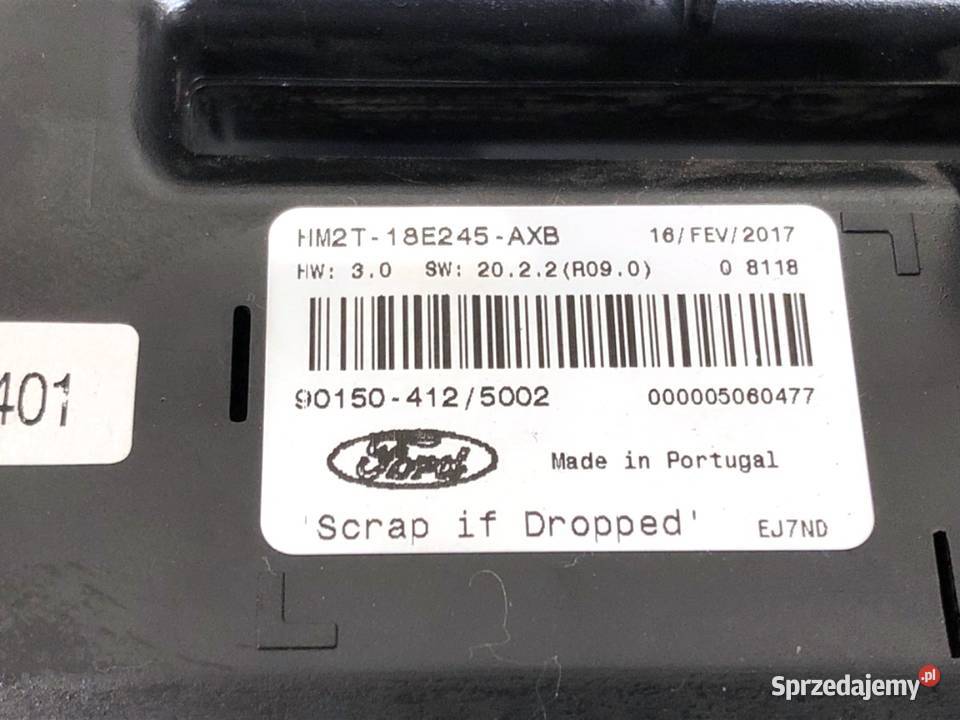 HM2T-18E245-AXB 16/FEV/2017
HW: 3.0 SW: 20.2.2(R09.0) Q 8118
90150-412/5002 000005060477
401
Ford
Made in Portugal
'Scrap if Dropped' EJ7ND
Sprzedajemy.pl